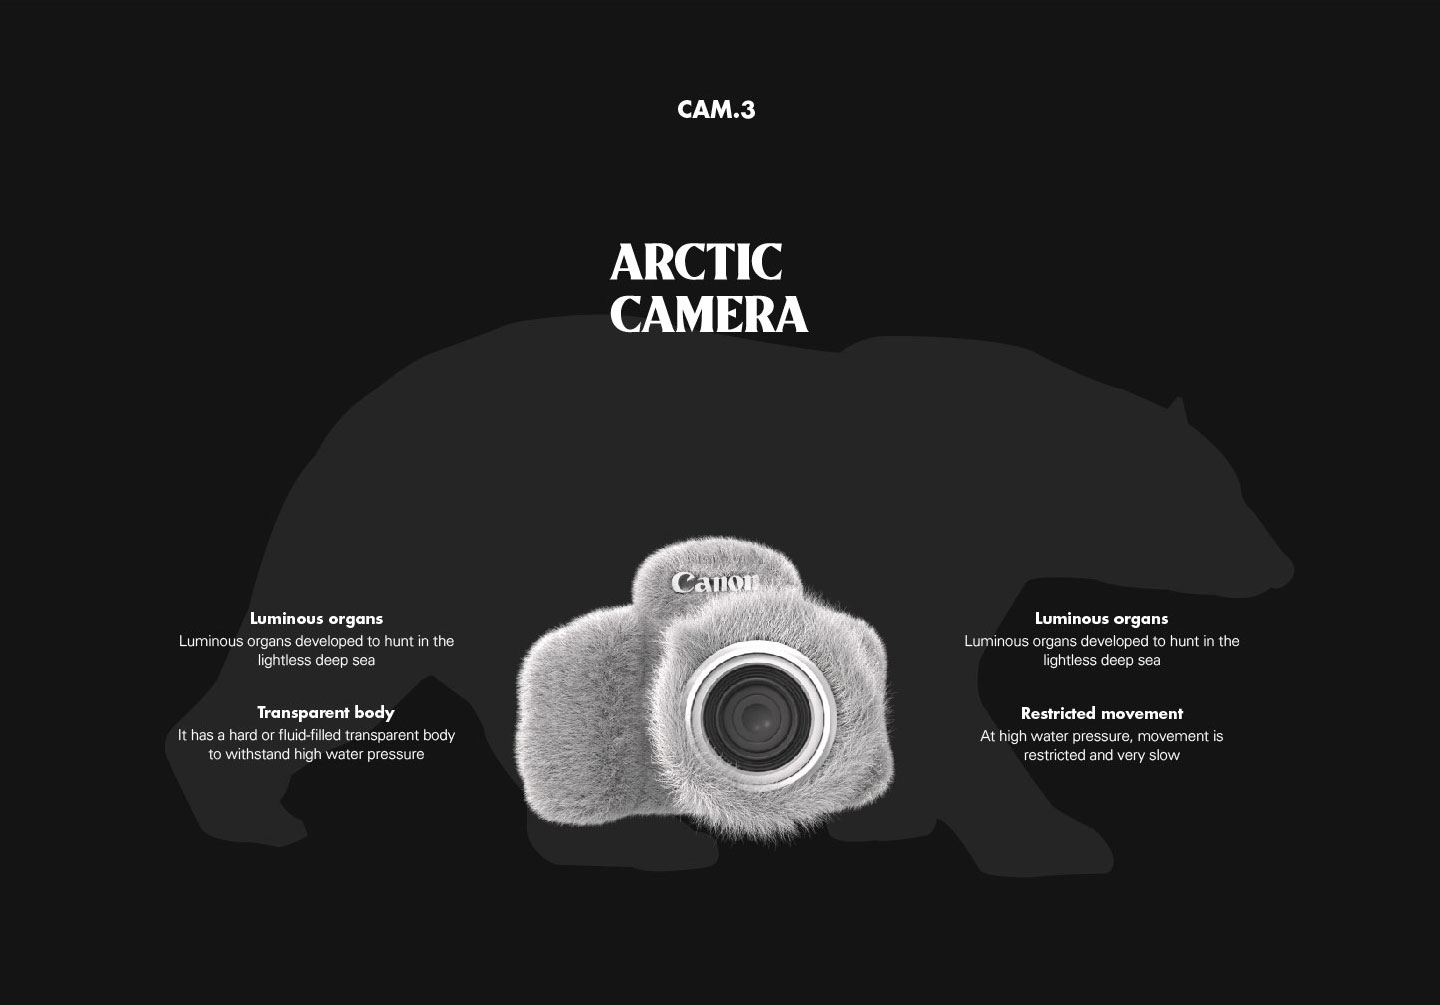 CAM.3
ARCTIC
CAMERA
Canon
Luminous organs
Luminous organs developed to hunt in the
lightless deep sea
Transparent body
It has a hard or fluid-filled transparent body
to withstand high water pressure
Luminous organs
Luminous organs developed to hunt in the
lightless deep sea
Restricted movement
At high water pressure, movement is
restricted and very slow